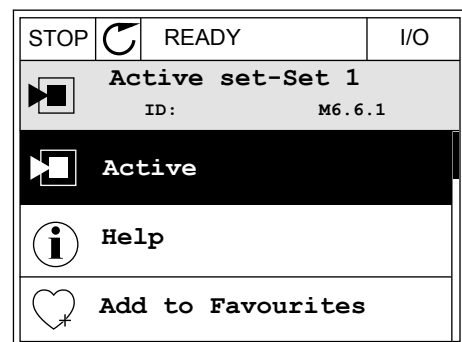 STOP READY I/O
Active set-Set 1
ID: M6.6.1
Active
Help
Add to Favourites